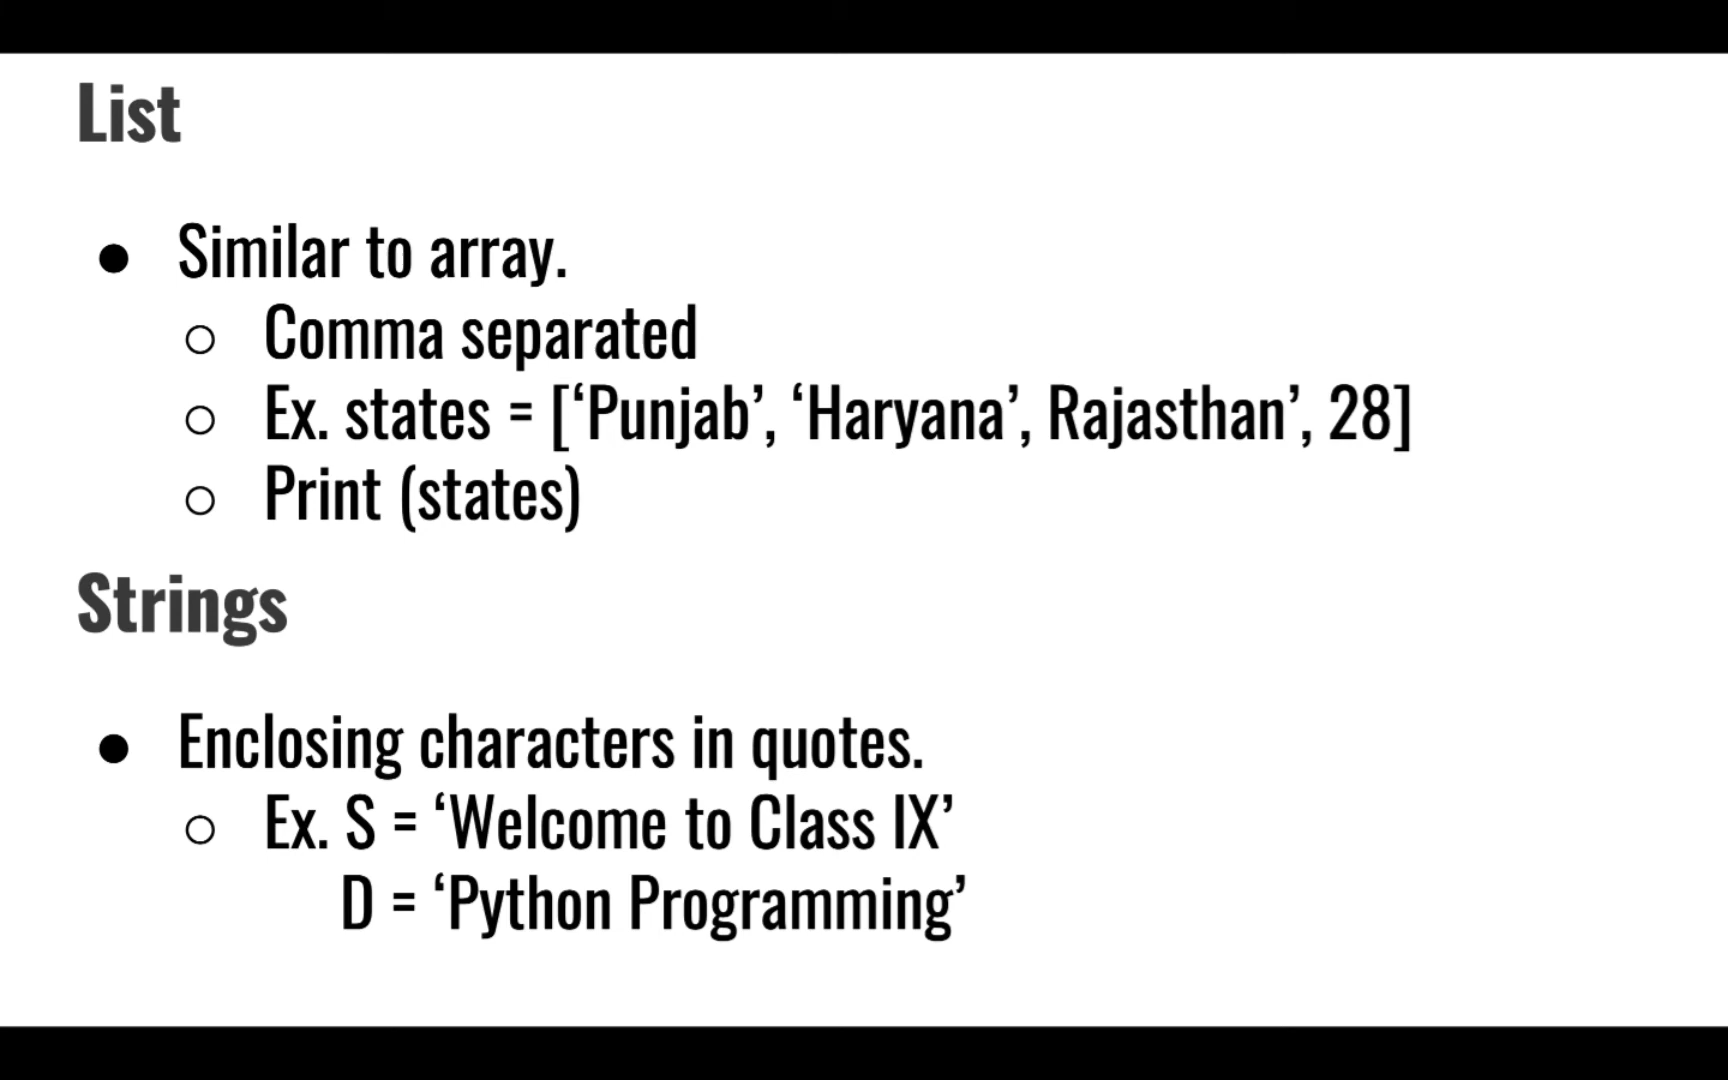 List
● Similar to array.
○ Comma separated
○ Ex. states = [‘Punjab’, ‘Haryana’, Rajasthan’, 28]
○ Print (states)
Strings
● Enclosing characters in quotes.
○ Ex. S = ‘Welcome to Class IX’
D = ‘Python Programming’